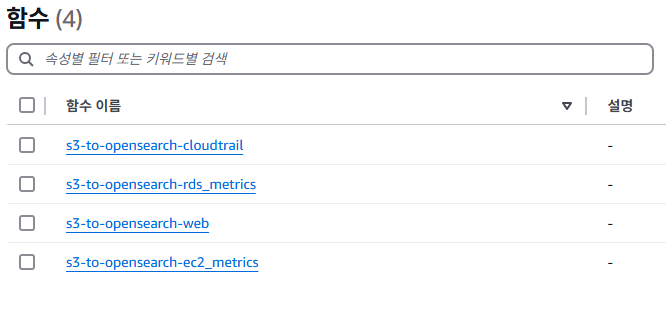 함수 (4)
속성별 필터 또는 키워드별 검색
함수 이름 설명
s3-to-opensearch-cloudtrail -
s3-to-opensearch-rds_metrics -
s3-to-opensearch-web -
s3-to-opensearch-ec2_metrics -